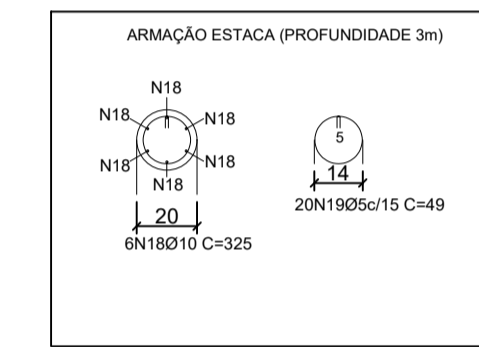 ARMAÇÃO ESTACA (PROFUNDIDADE 3m)
N18
N18
N18
N18
N18
N18
20
6N18Ø10 C=325
5
14
20N19Ø5c/15 C=49